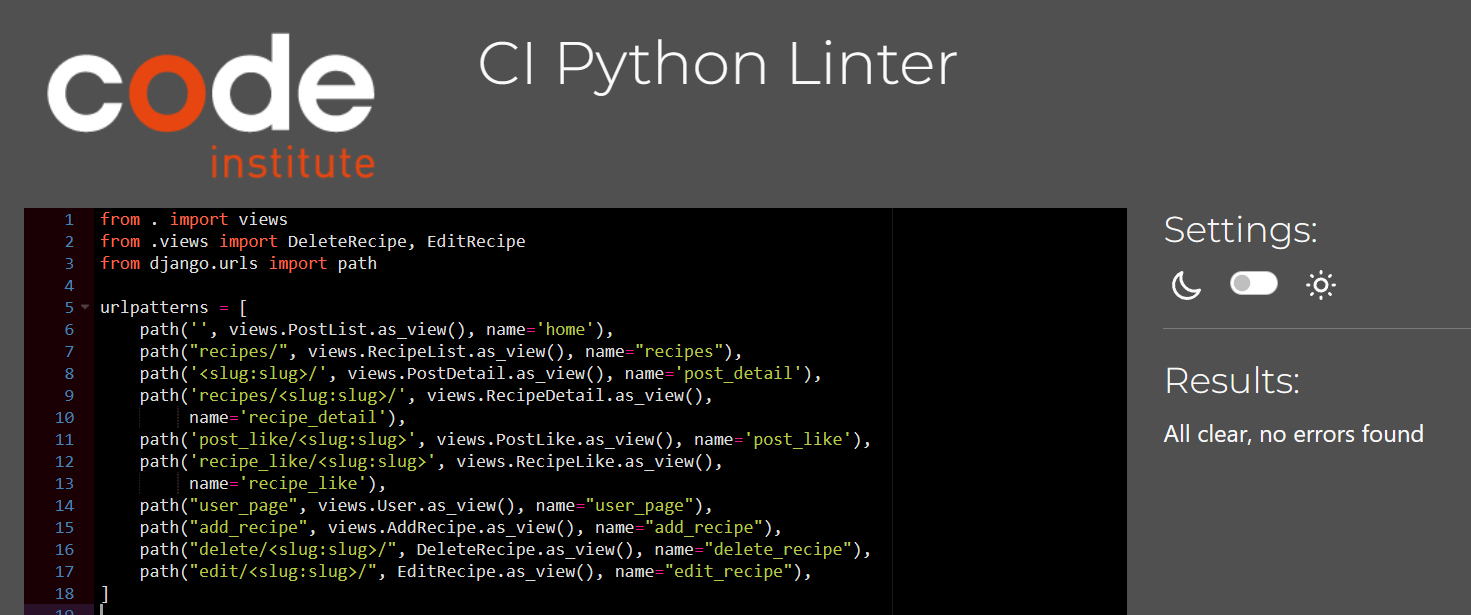 code
institute
CI Python Linter
1 from . import views
2 from .views import DeleteRecipe, EditRecipe
3 from django.urls import path
4
5 urlpatterns = [
6     path('', views.PostList.as_view(), name='home'),
7     path("recipes/", views.RecipeList.as_view(), name="recipes"),
8     path('<slug:slug>/', views.PostDetail.as_view(), name='post_detail'),
9     path('recipes/<slug:slug>/', views.RecipeDetail.as_view(),
10          name='recipe_detail'),
11     path('post_like/<slug:slug>', views.PostLike.as_view(), name='post_like'),
12     path('recipe_like/<slug:slug>', views.RecipeLike.as_view(),
13          name='recipe_like'),
14     path("user_page", views.User.as_view(), name="user_page"),
15     path("add_recipe", views.AddRecipe.as_view(), name="add_recipe"),
16     path("delete/<slug:slug>/", DeleteRecipe.as_view(), name="delete_recipe"),
17     path("edit/<slug:slug>/", EditRecipe.as_view(), name="edit_recipe"),
18 ]
19
Settings:
Results:
All clear, no errors found